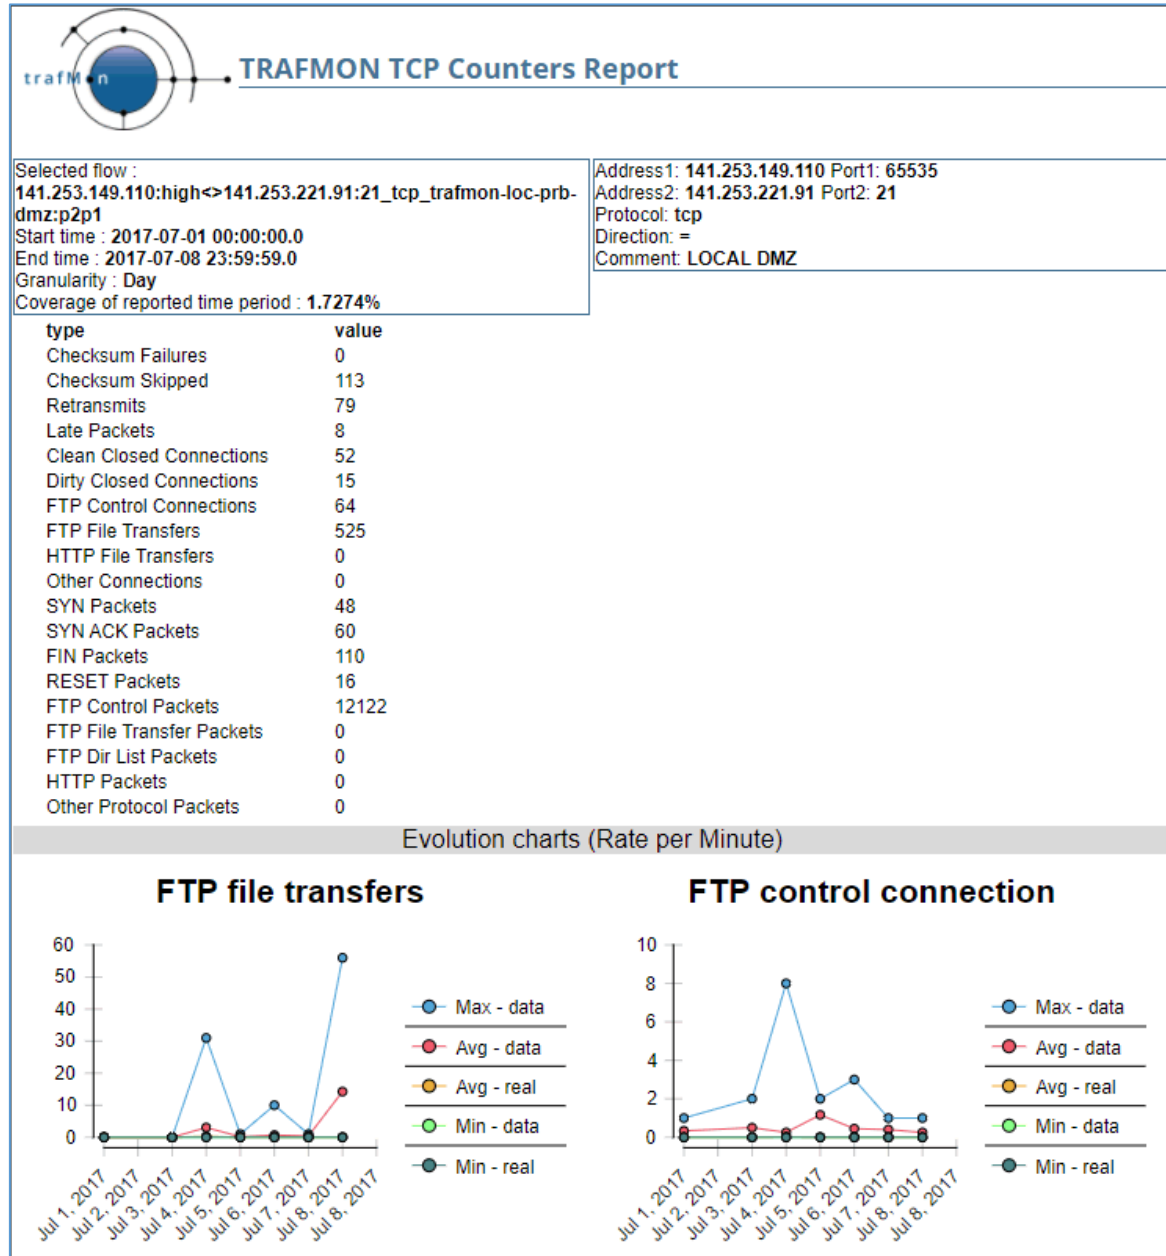 trafMon
TRAFMON TCP Counters Report
Selected flow :
141.253.149.110:high<>141.253.221.91:21_tcp_trafmon-loc-prb-
dmz:p2p1
Start time : 2017-07-01 00:00:00.0
End time : 2017-07-08 23:59:59.0
Granularity : Day
Coverage of reported time period : 1.7274%
Address1: 141.253.149.110 Port1: 65535
Address2: 141.253.221.91 Port2: 21
Protocol: tcp
Direction: =
Comment: LOCAL DMZ
type value
Checksum Failures 0
Checksum Skipped 113
Retransmits 79
Late Packets 8
Clean Closed Connections 52
Dirty Closed Connections 15
FTP Control Connections 64
FTP File Transfers 525
HTTP File Transfers 0
Other Connections 0
SYN Packets 48
SYN ACK Packets 60
FIN Packets 110
RESET Packets 16
FTP Control Packets 12122
FTP File Transfer Packets 0
FTP Dir List Packets 0
HTTP Packets 0
Other Protocol Packets 0
Evolution charts (Rate per Minute)
FTP file transfers
60
50
40
30
20
10
0
Jul 1, 2017
Jul 2, 2017
Jul 3, 2017
Jul 4, 2017
Jul 5, 2017
Jul 6, 2017
Jul 7, 2017
Jul 8, 2017
Jul 8, 2017
Max - data
Avg - data
Avg - real
Min - data
Min - real
FTP control connection
10
8
6
4
2
0
Jul 1, 2017
Jul 2, 2017
Jul 3, 2017
Jul 4, 2017
Jul 5, 2017
Jul 6, 2017
Jul 7, 2017
Jul 8, 2017
Jul 8, 2017
Max - data
Avg - data
Avg - real
Min - data
Min - real